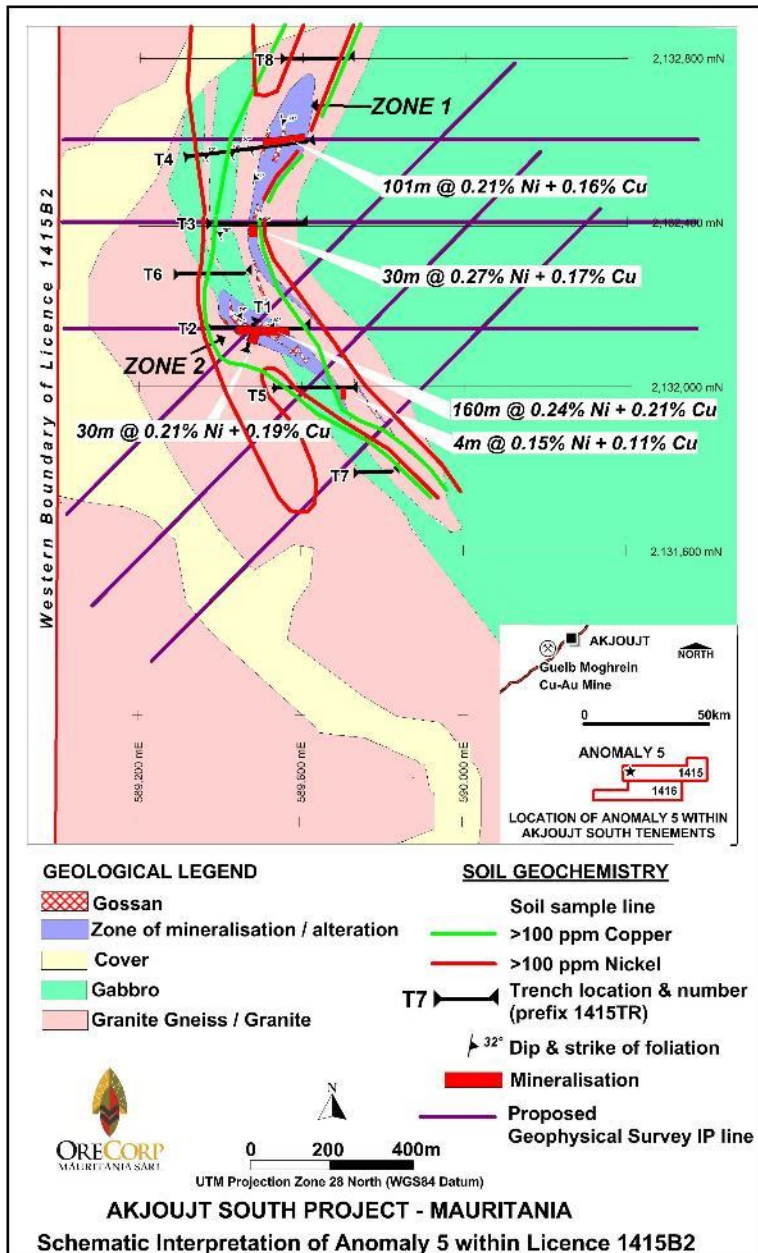 T8
2,132,800 mN
ZONE 1
T4
101m @ 0.21% Ni + 0.16% Cu
T3
2,132,400 mN
30m @ 0.27% Ni + 0.17% Cu
T6
T1
T2
ZONE 2
T5
2,132,000 mN
160m @ 0.24% Ni + 0.21% Cu
30m @ 0.21% Ni + 0.19% Cu
4m @ 0.15% Ni + 0.11% Cu
T7
2,131,600 mN
Western Boundary of Licence 1415B2
589,200 mE
589,600 mE
590,000 mE
AKJOUJT
NORTH
Guelb Moghrein
Cu-Au Mine
0 50km
ANOMALY 5
1415
1416
LOCATION OF ANOMALY 5 WITHIN
AKJOUJT SOUTH TENEMENTS
GEOLOGICAL LEGEND
Gossan
Zone of mineralisation / alteration
Cover
Gabbro
Granite Gneiss / Granite
SOIL GEOCHEMISTRY
Soil sample line
>100 ppm Copper
>100 ppm Nickel
T7 Trench location & number
(prefix 1415TR)
32° Dip & strike of foliation
Mineralisation
Proposed
Geophysical Survey IP line
ORECORP
MAURITANIA SARL
N
0 200 400m
UTM Projection Zone 28 North (WGS84 Datum)
AKJOUJT SOUTH PROJECT - MAURITANIA
Schematic Interpretation of Anomaly 5 within Licence 1415B2